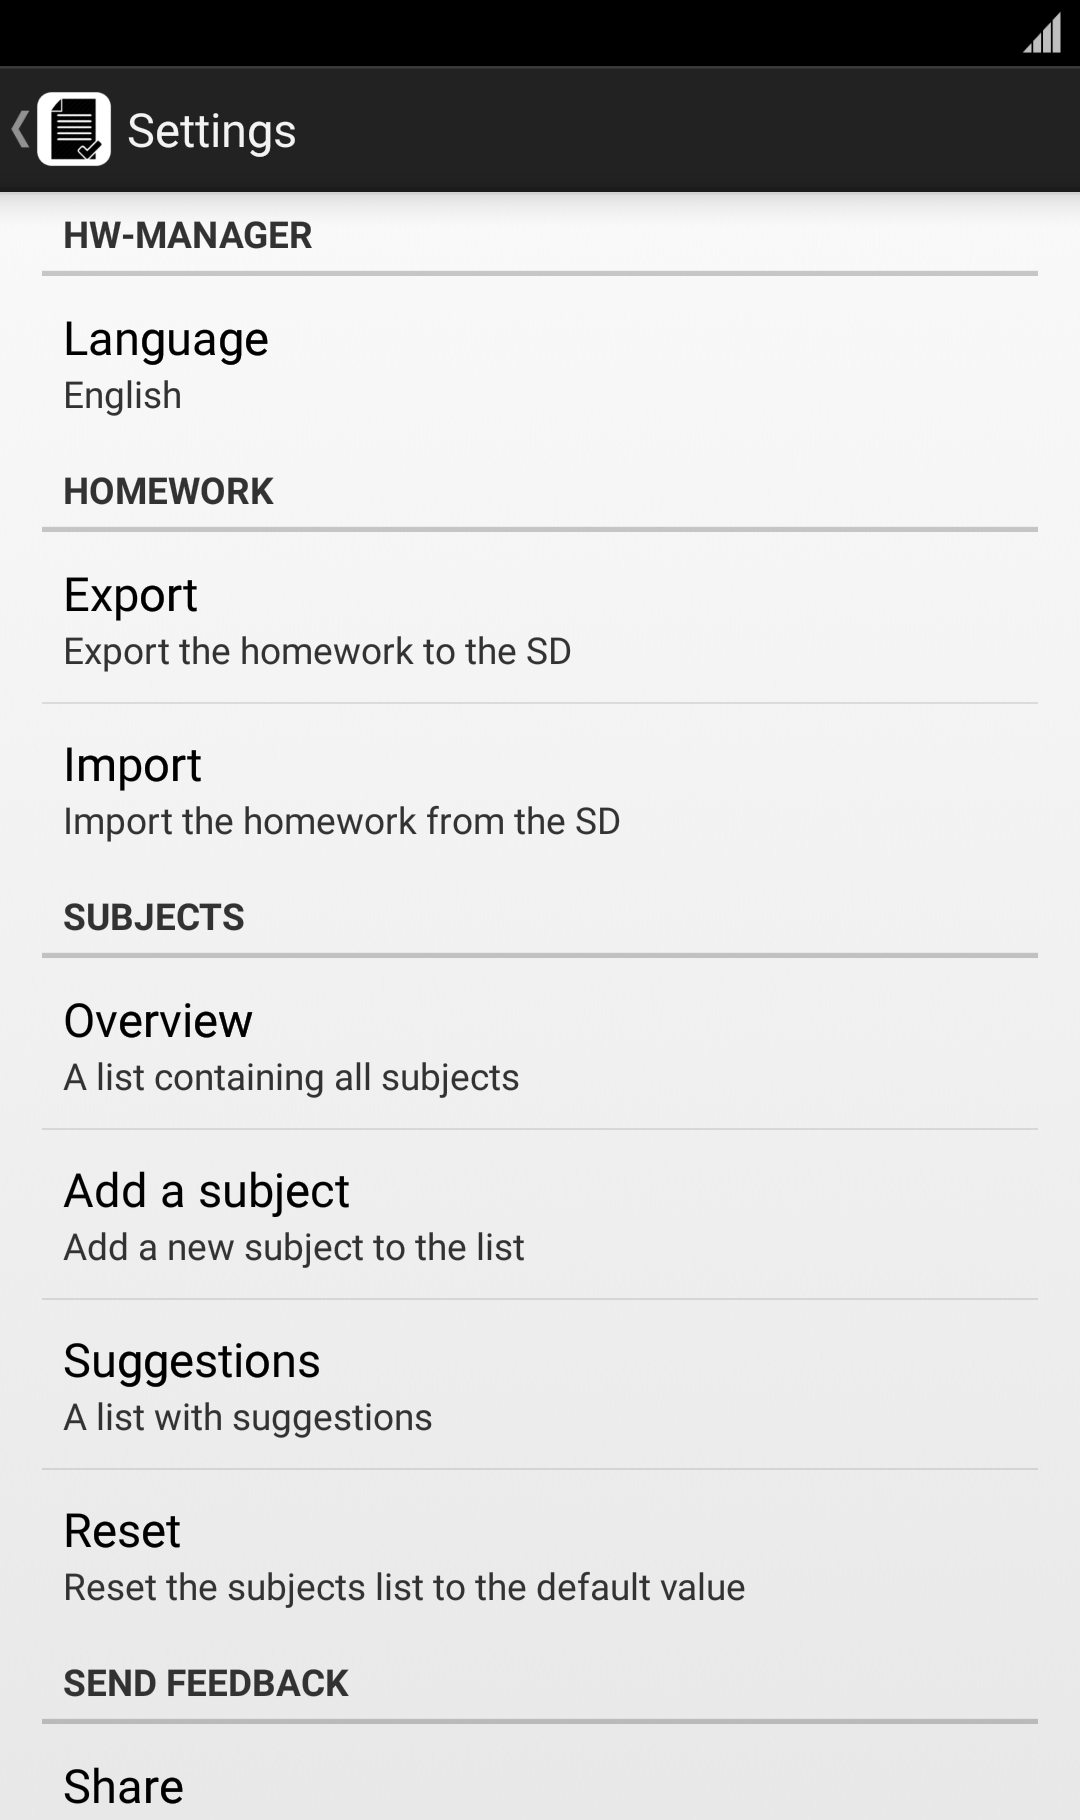 Settings
HW-MANAGER
Language
English
HOMEWORK
Export
Export the homework to the SD
Import
Import the homework from the SD
SUBJECTS
Overview
A list containing all subjects
Add a subject
Add a new subject to the list
Suggestions
A list with suggestions
Reset
Reset the subjects list to the default value
SEND FEEDBACK
Share